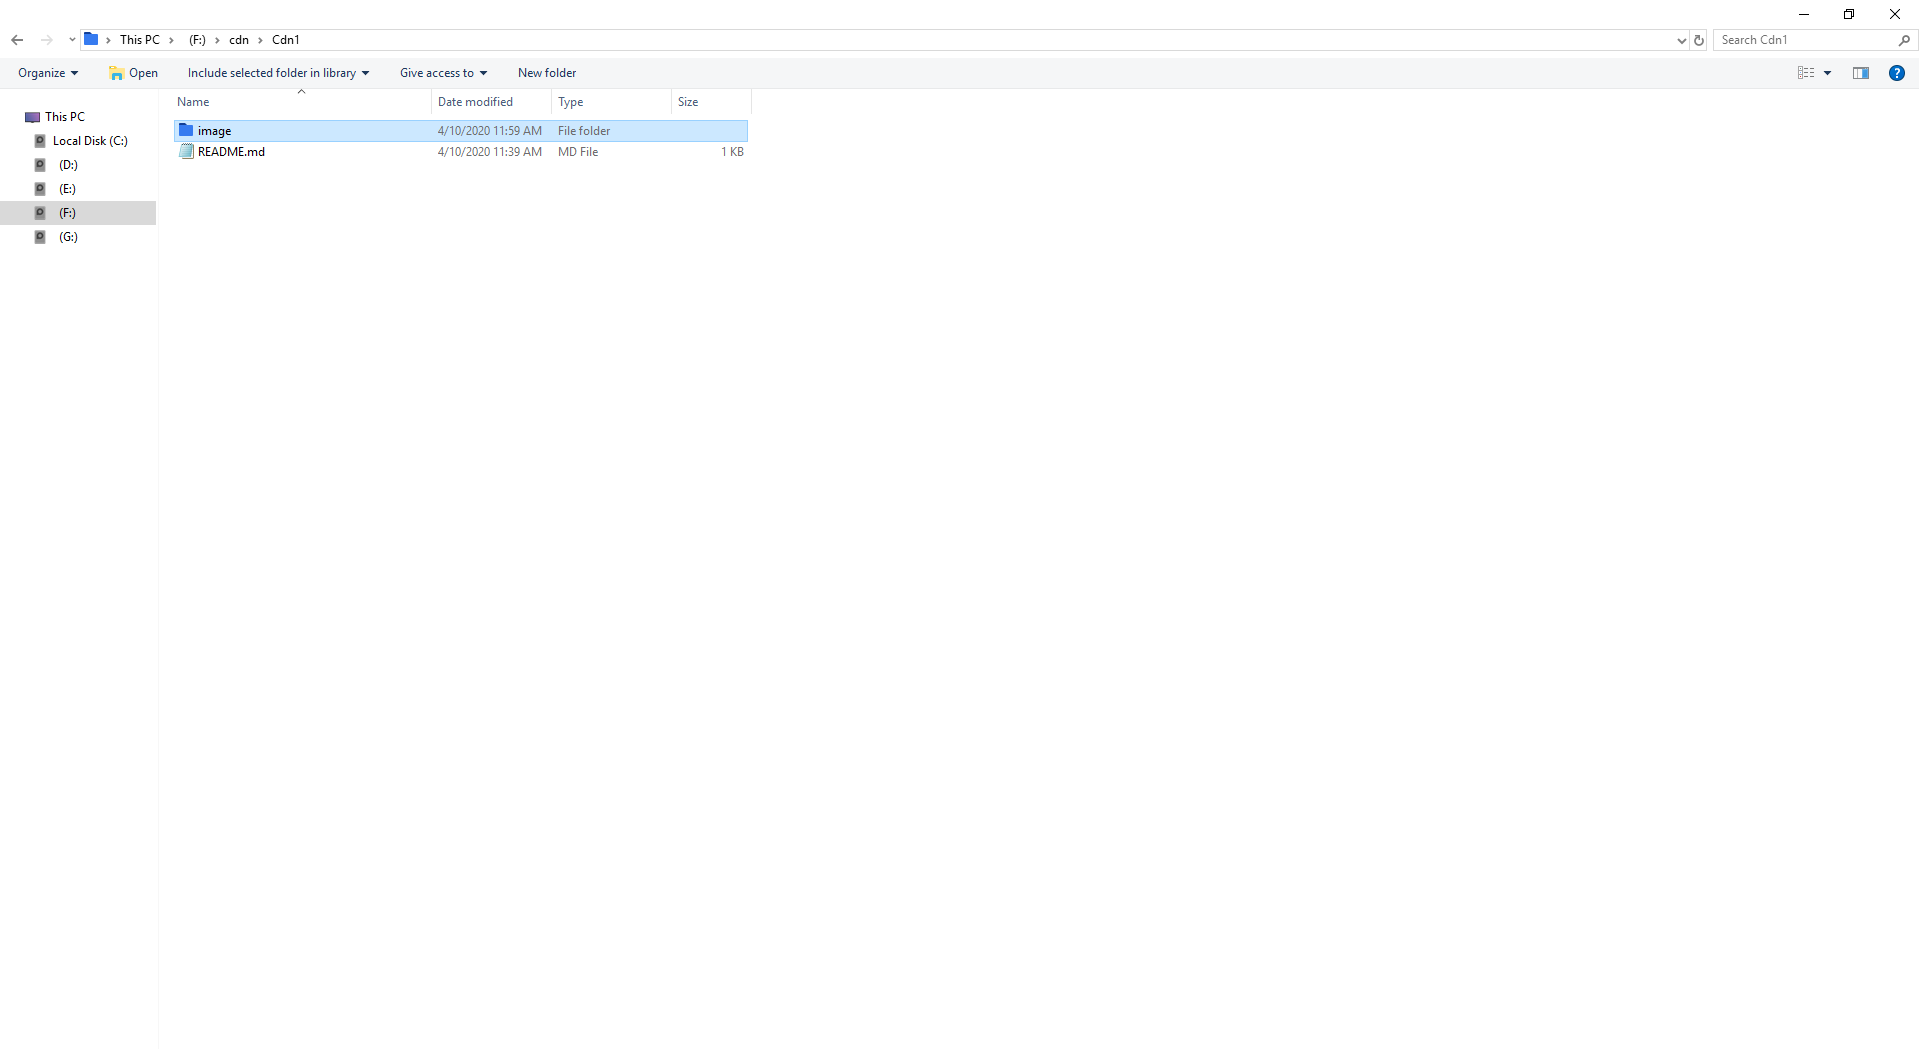 This PC (F:) cdn Cdn1 Search Cdn1
Organize Open Include selected folder in library Give access to New folder ?
Name Date modified Type Size
This PC
Local Disk (C:)
(D:)
(E:)
(F:)
(G:)
image 4/10/2020 11:59 AM File folder
README.md 4/10/2020 11:39 AM MD File 1 KB